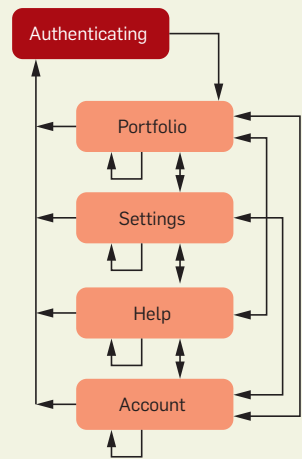 Authenticating
Portfolio
Settings
Help
Account